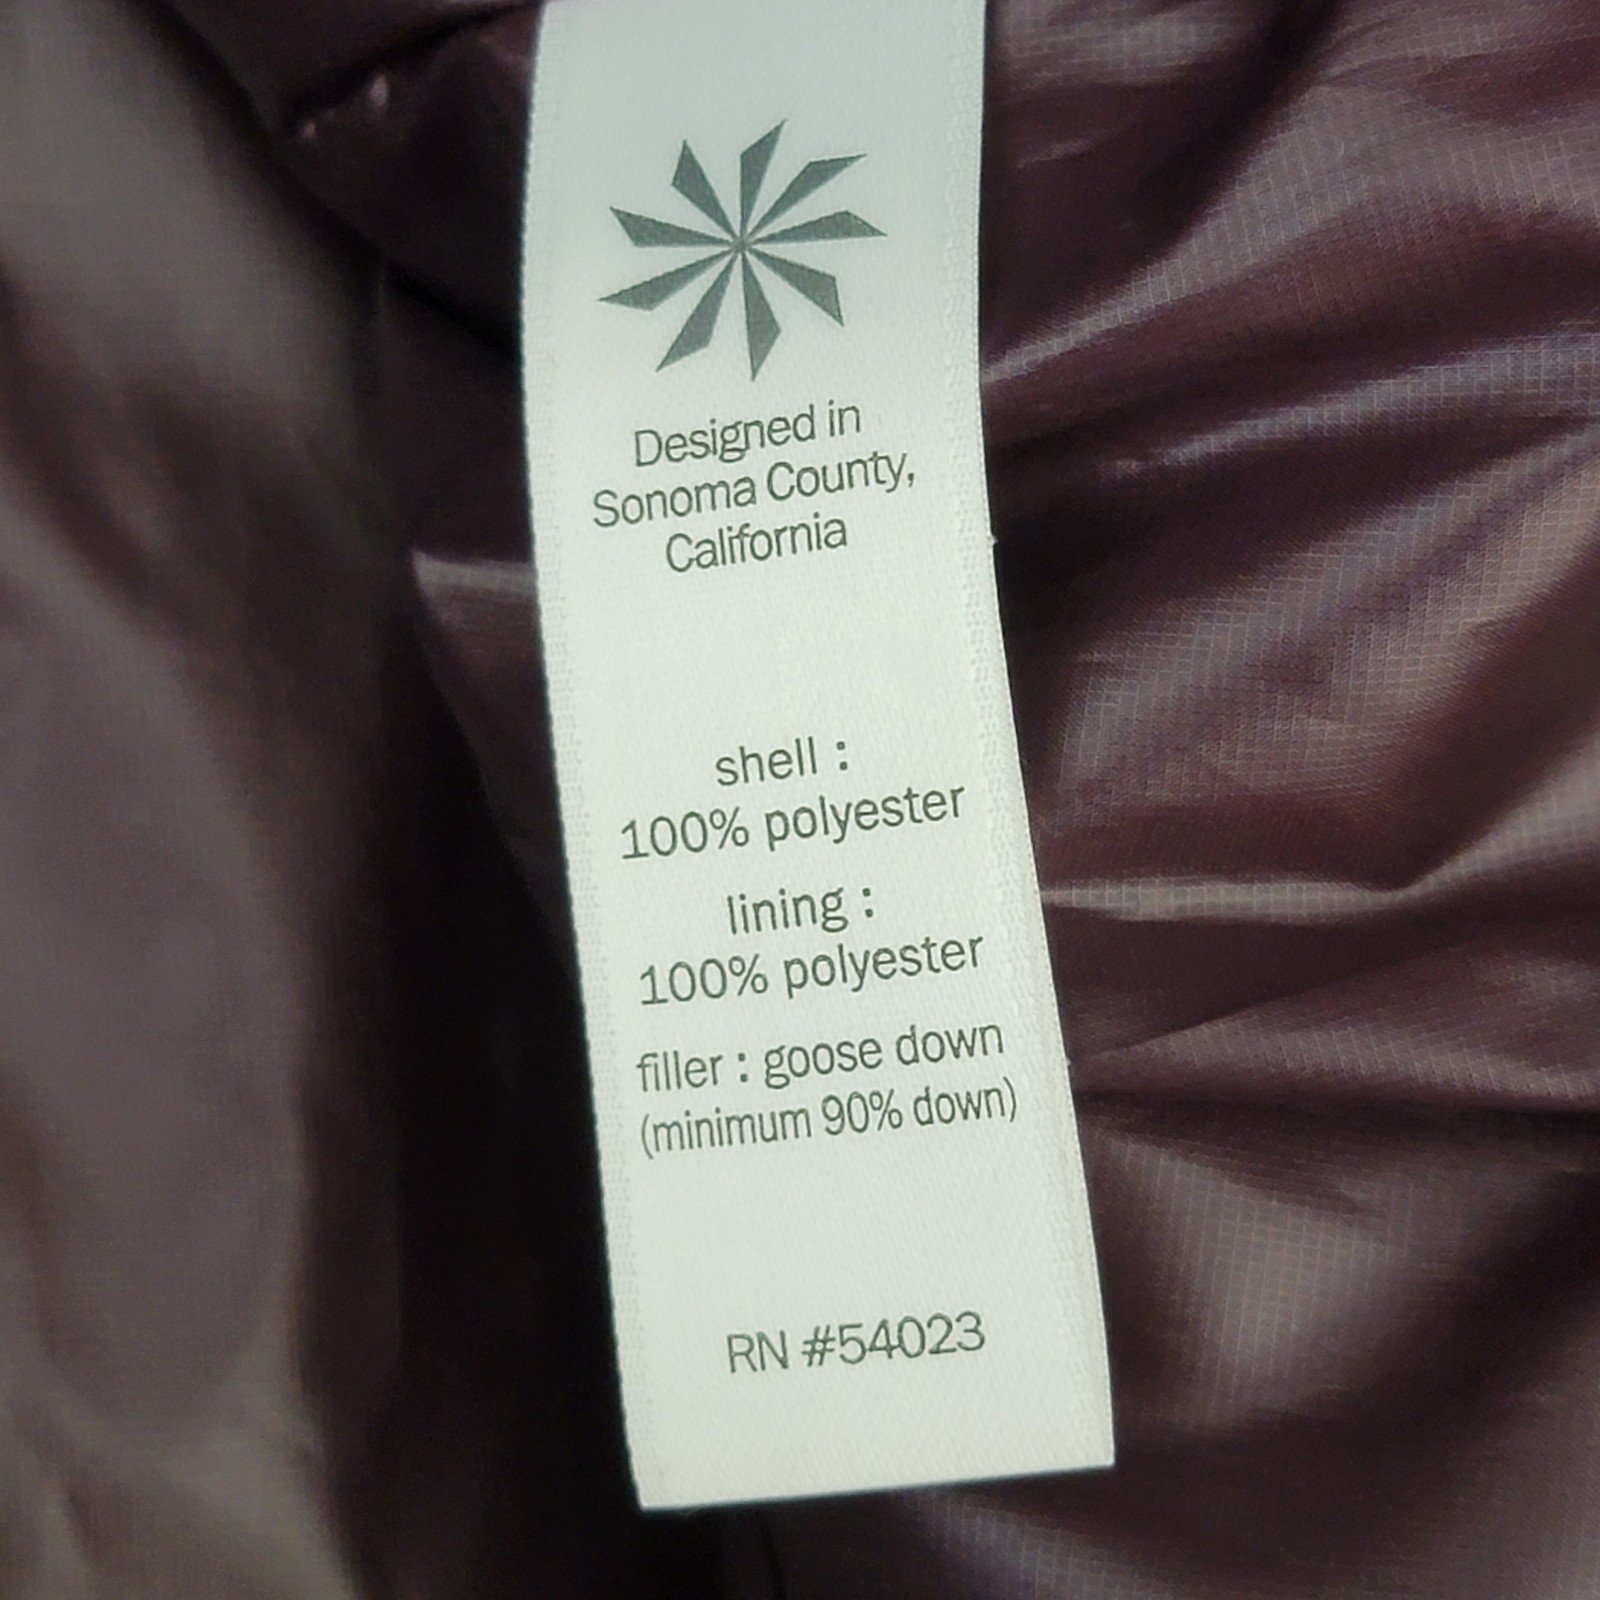 Designed in
Sonoma County,
California
shell :
100% polyester
lining :
100% polyester
filler : goose down
(minimum 90% down)
RN #54023